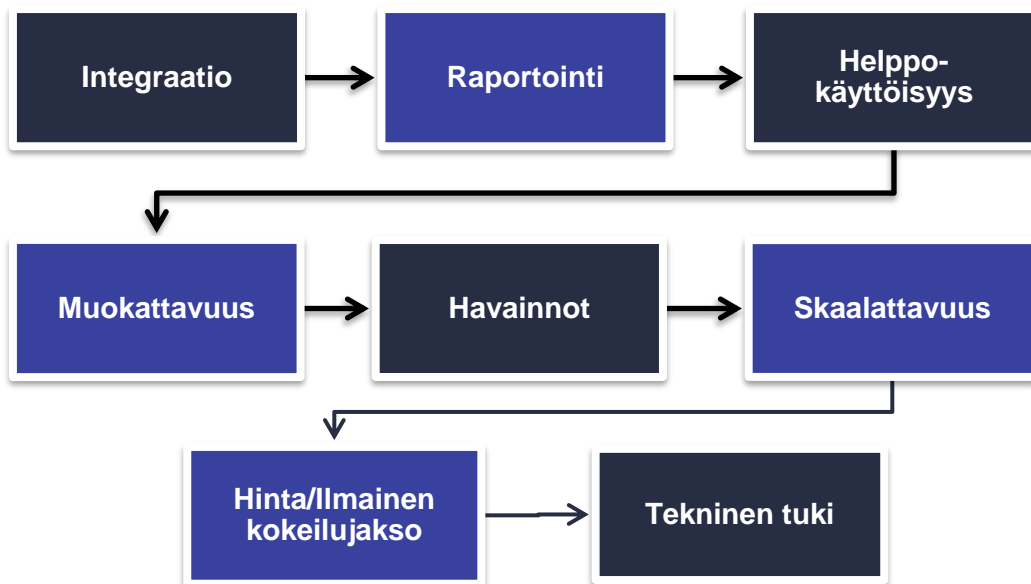 Integraatio
Raportointi
Helppo-
käyttöisyys
Muokattavuus
Havainnot
Skaalattavuus
Hinta/Ilmainen
kokeilujakso
Tekninen tuki